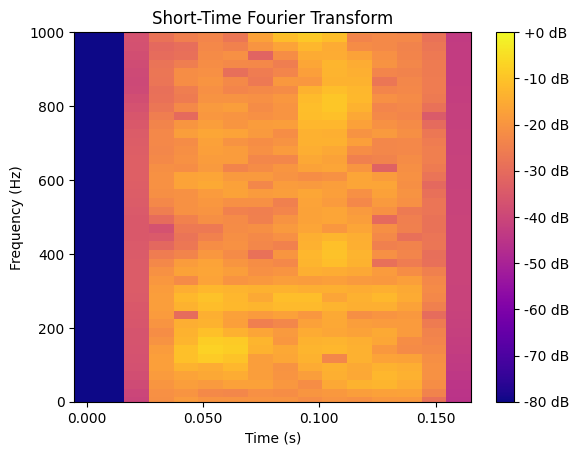 Short-Time Fourier Transform
1000
800
600
400
200
0
Frequency (Hz)
0.000
0.050
0.100
0.150
Time (s)
+0 dB
-10 dB
-20 dB
-30 dB
-40 dB
-50 dB
-60 dB
-70 dB
-80 dB